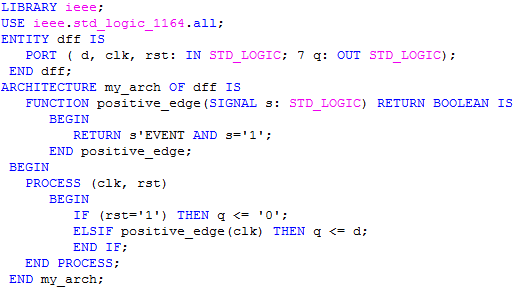 LIBRARY ieee;
USE ieee.std_logic_1164.all;
ENTITY dff IS
PORT ( d, clk, rst: IN STD_LOGIC; 7 q: OUT STD_LOGIC);
END dff;
ARCHITECTURE my_arch OF dff IS
FUNCTION positive_edge(SIGNAL s: STD_LOGIC) RETURN BOOLEAN IS
BEGIN
RETURN s'EVENT AND s='1';
END positive_edge;
BEGIN
PROCESS (clk, rst)
BEGIN
IF (rst='1') THEN q <= '0';
ELSIF positive_edge(clk) THEN q <= d;
END IF;
END PROCESS;
END my_arch;